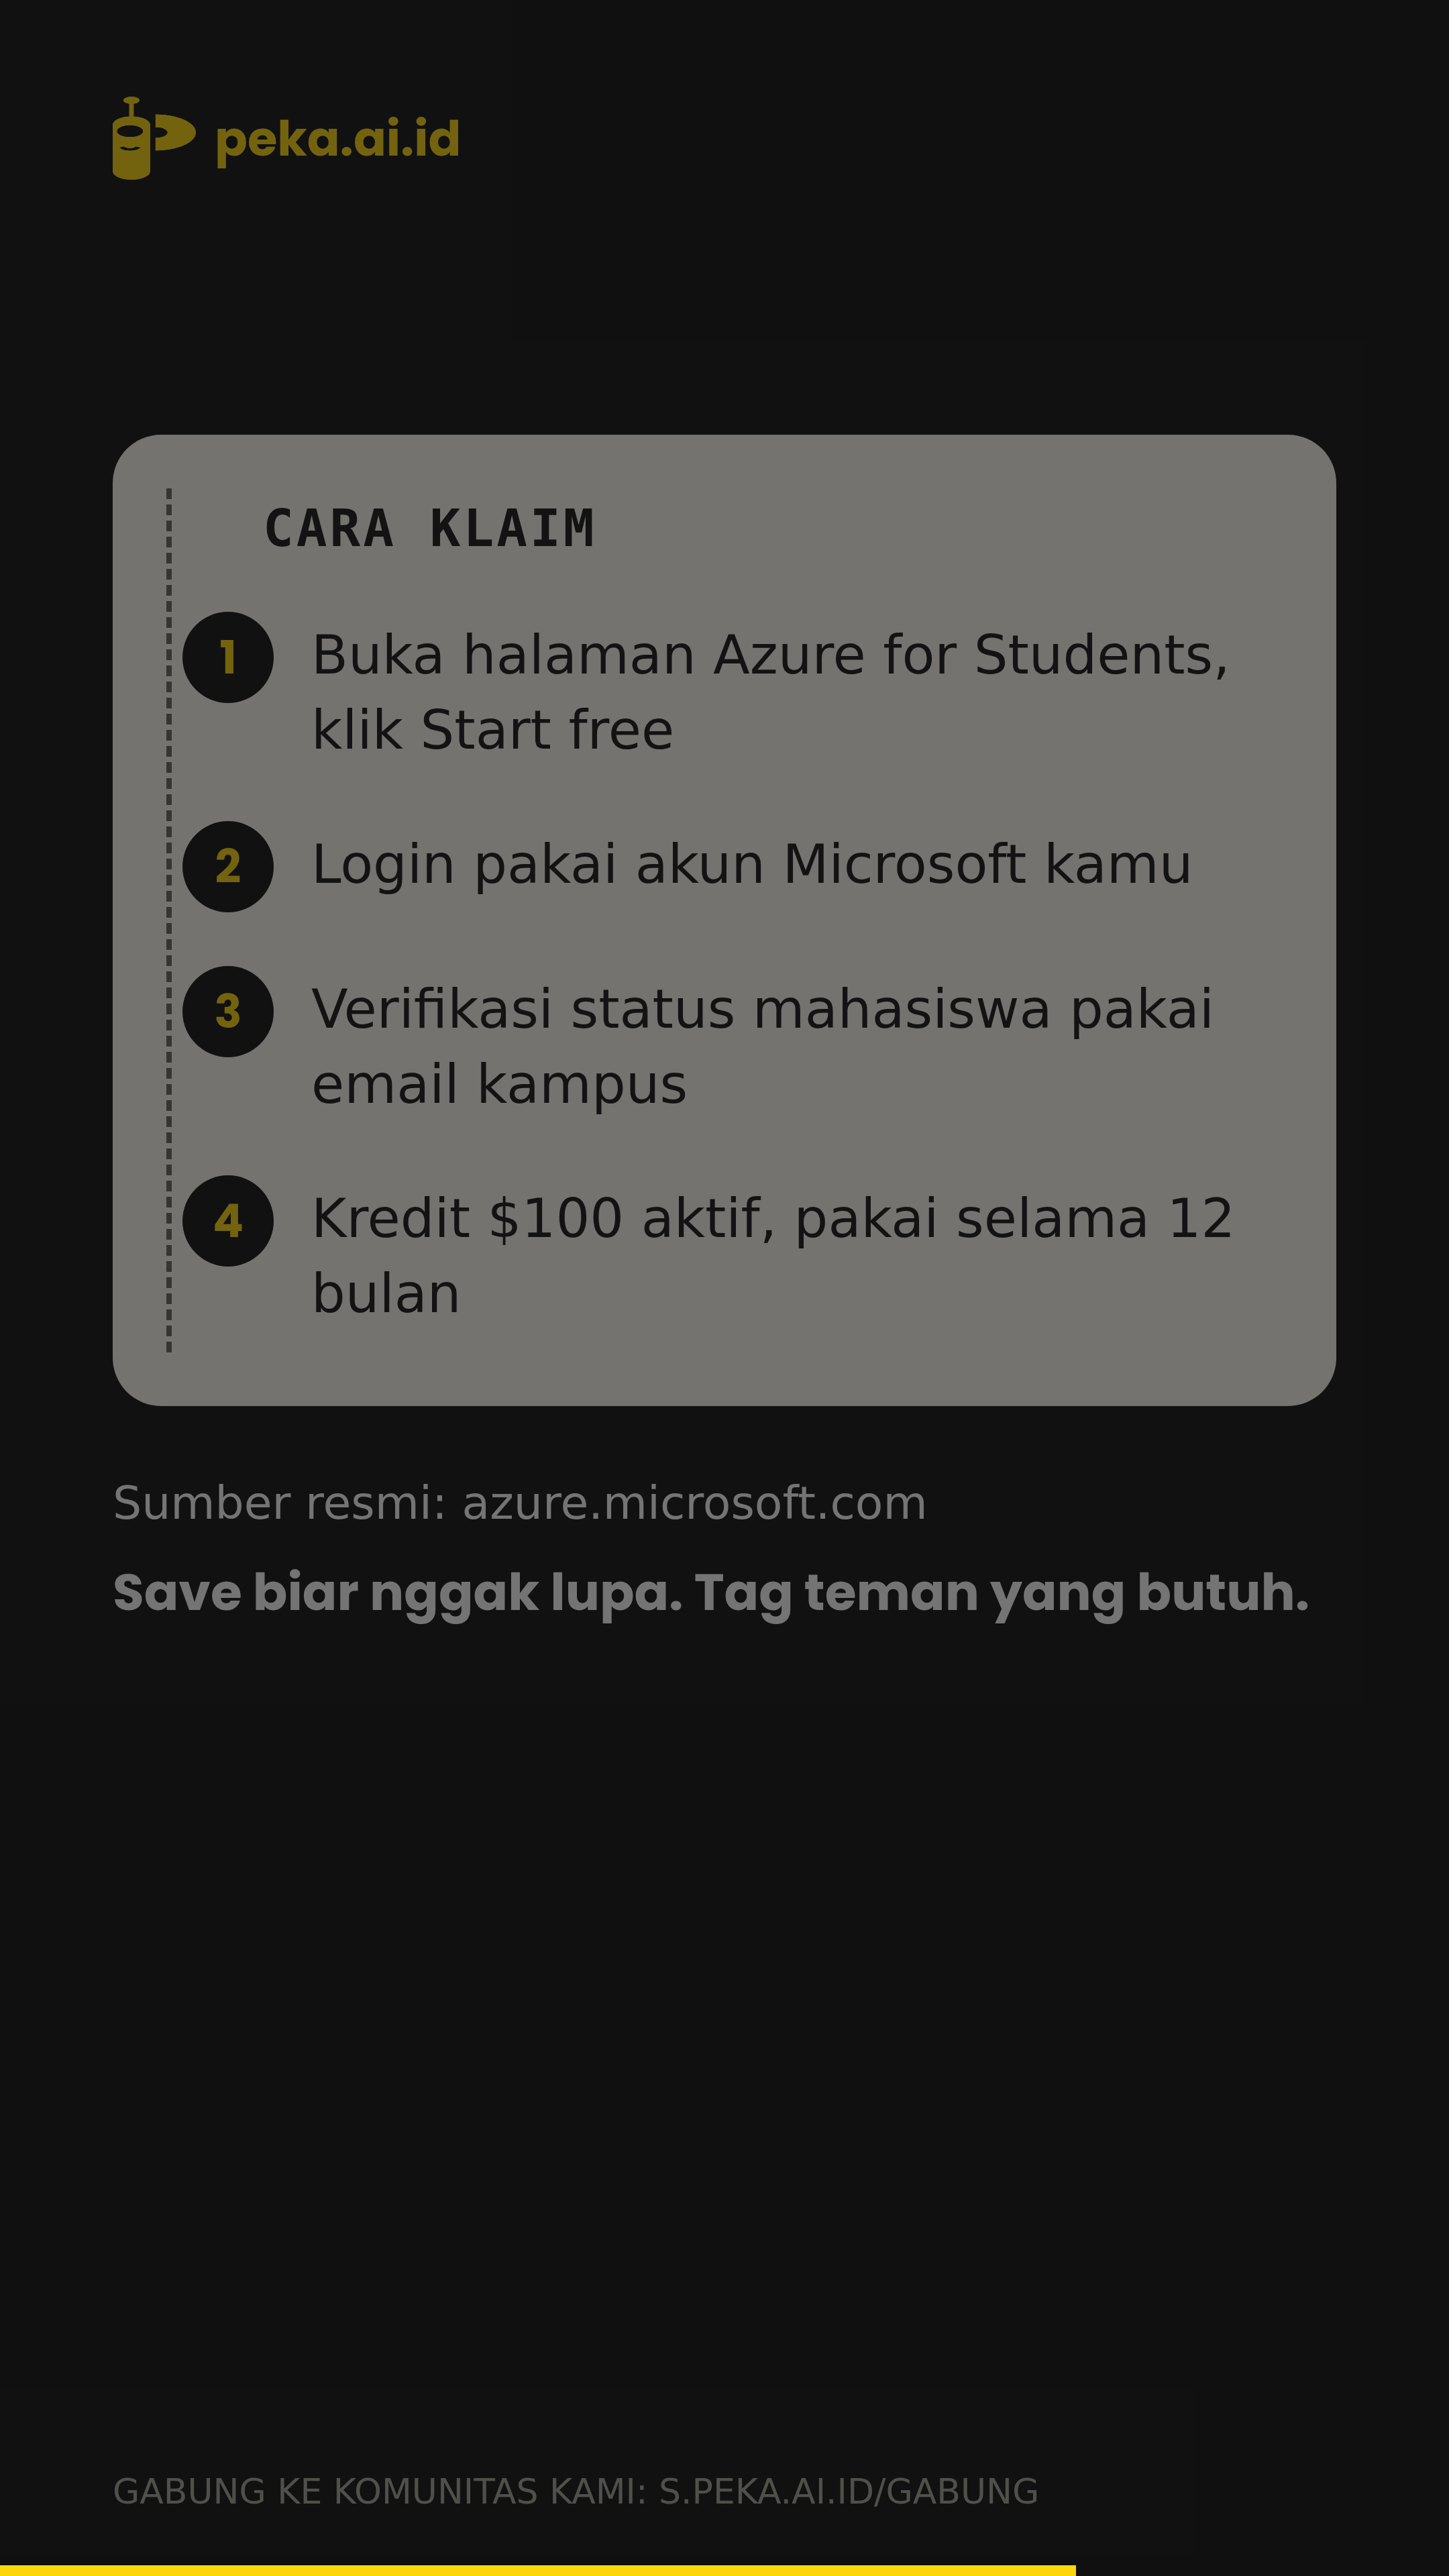 peka.ai.id
CARA KLAIM
1 Buka halaman Azure for Students,
klik Start free
2 Login pakai akun Microsoft kamu
3 Verifikasi status mahasiswa pakai
email kampus
4 Kredit $100 aktif, pakai selama 12
bulan
Sumber resmi: azure.microsoft.com
Save biar nggak lupa. Tag teman yang butuh.
GABUNG KE KOMUNITAS KAMI: S.PEKA.AI.ID/GABUNG